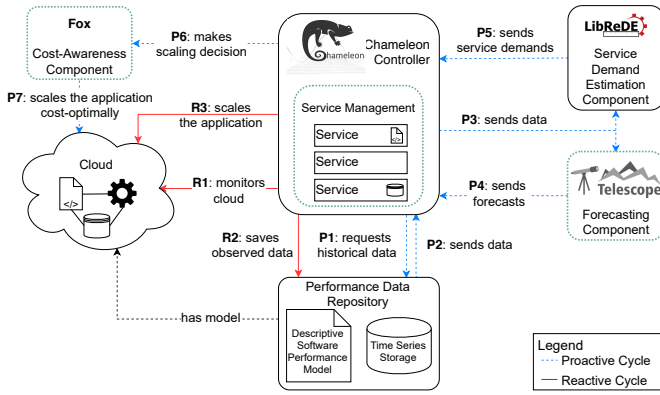 Fox
Cost-Awareness
Component
P6: makes
scaling decision
Chameleon
Chameleon
Controller
P5: sends
service demands
LibReDE
Service
Demand
Estimation
Component
P7: scales the application
cost-optimally
R3: scales
the application
Service Management
Service
</>
Service
Service
P3: sends data
Cloud
</>
R1: monitors
cloud
P4: sends
forecasts
Telescope
Forecasting
Component
R2: saves
observed data
P1: requests
historical data
P2: sends data
Performance Data
Repository
has model
Descriptive
Software
Performance
Model
Time Series
Storage
Legend
Proactive Cycle
Reactive Cycle